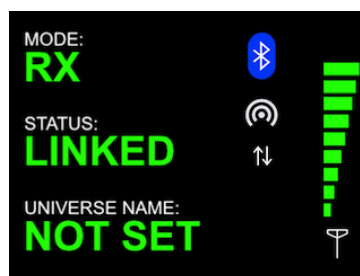 MODE:
RX
STATUS:
LINKED
UNIVERSE NAME:
NOT SET